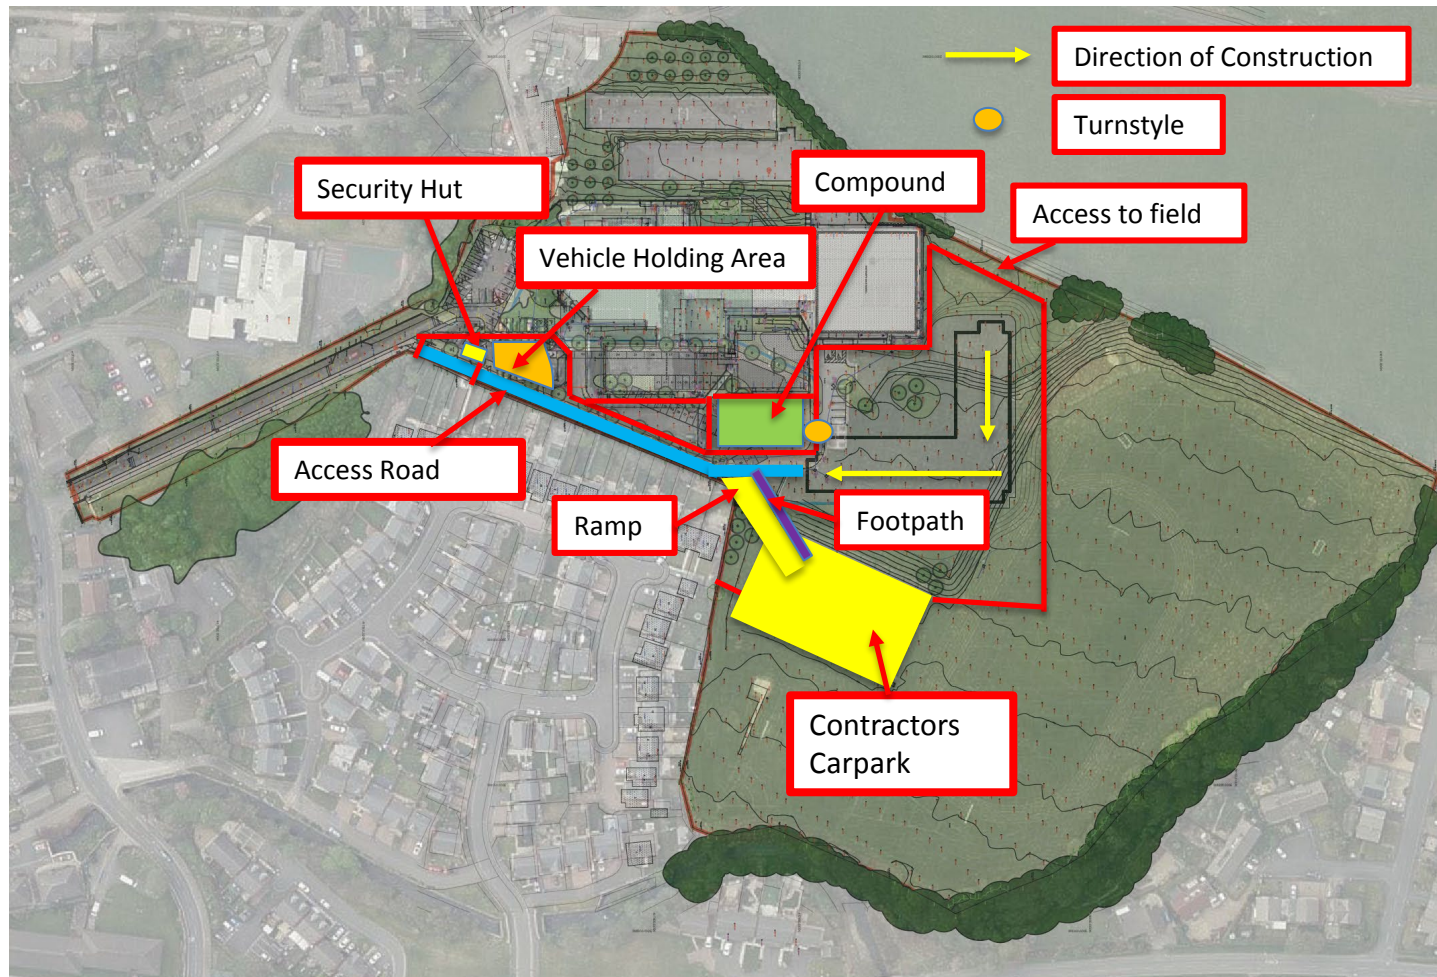 Direction of Construction
Turnstyle
Compound
Security Hut
Access to field
Vehicle Holding Area
Access Road
Ramp
Footpath
Contractors
Carpark